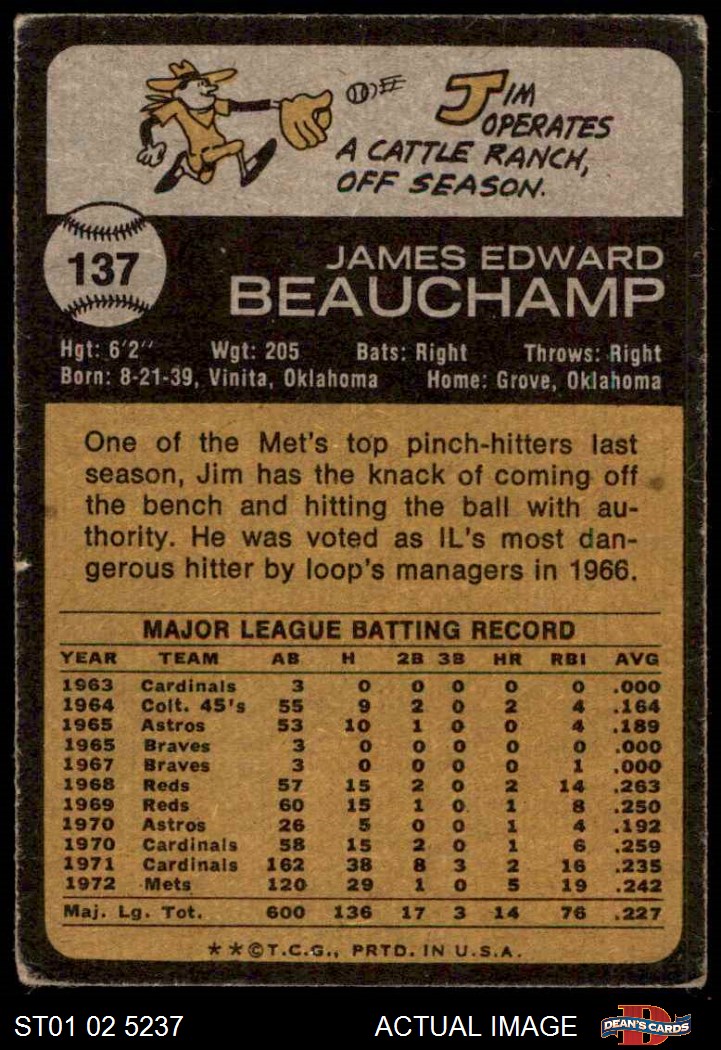 JIM
OPERATES
A CATTLE RANCH,
OFF SEASON.
137
JAMES EDWARD
BEAUCHAMP
Hgt: 6'2" Wgt: 205 Bats: Right Throws: Right
Born: 8-21-39, Vinita, Oklahoma Home: Grove, Oklahoma
One of the Met's top pinch-hitters last
season, Jim has the knack of coming off
the bench and hitting the ball with au-
thority. He was voted as IL's most dan-
gerous hitter by loop's managers in 1966.
MAJOR LEAGUE BATTING RECORD
YEAR TEAM AB H 2B 3B HR RBI AVG
1963 Cardinals 3 0 0 0 0 0 .000
1964 Colt. 45's 55 9 2 0 2 4 .164
1965 Astros 53 10 1 0 0 4 .189
1965 Braves 3 0 0 0 0 0 .000
1967 Braves 3 0 0 0 0 1 .000
1968 Reds 57 15 2 0 2 14 .263
1969 Reds 60 15 1 0 1 8 .250
1970 Astros 26 5 0 0 1 4 .192
1970 Cardinals 58 15 2 0 1 6 .259
1971 Cardinals 162 38 8 3 2 16 .235
1972 Mets 120 29 1 0 5 19 .242
Maj. Lg. Tot. 600 136 17 3 14 76 .227
**©T.C.G., PRTD. IN U.S.A.
ST01 02 5237 ACTUAL IMAGE D DEAN'S CARDS